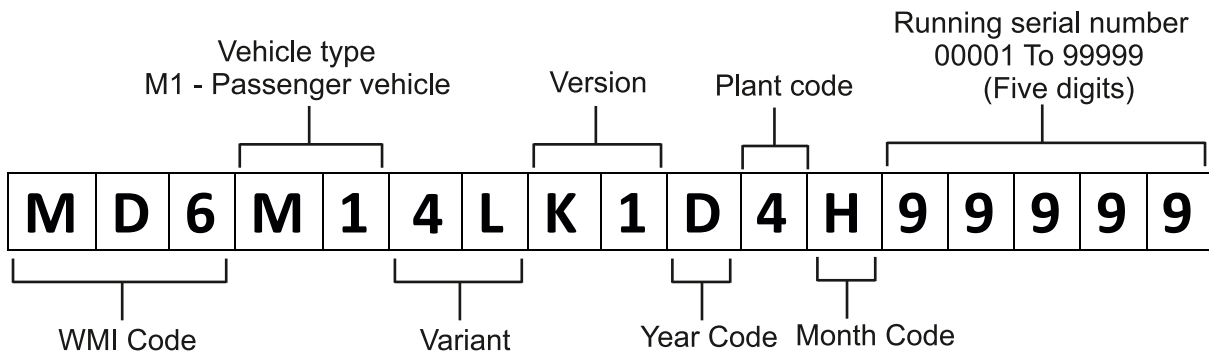 Vehicle type
M1 - Passenger vehicle
Version
Plant code
Running serial number
00001 To 99999
(Five digits)
M D 6 M 1 4 L K 1 D 4 H 9 9 9 9 9
WMI Code
Variant
Year Code
Month Code